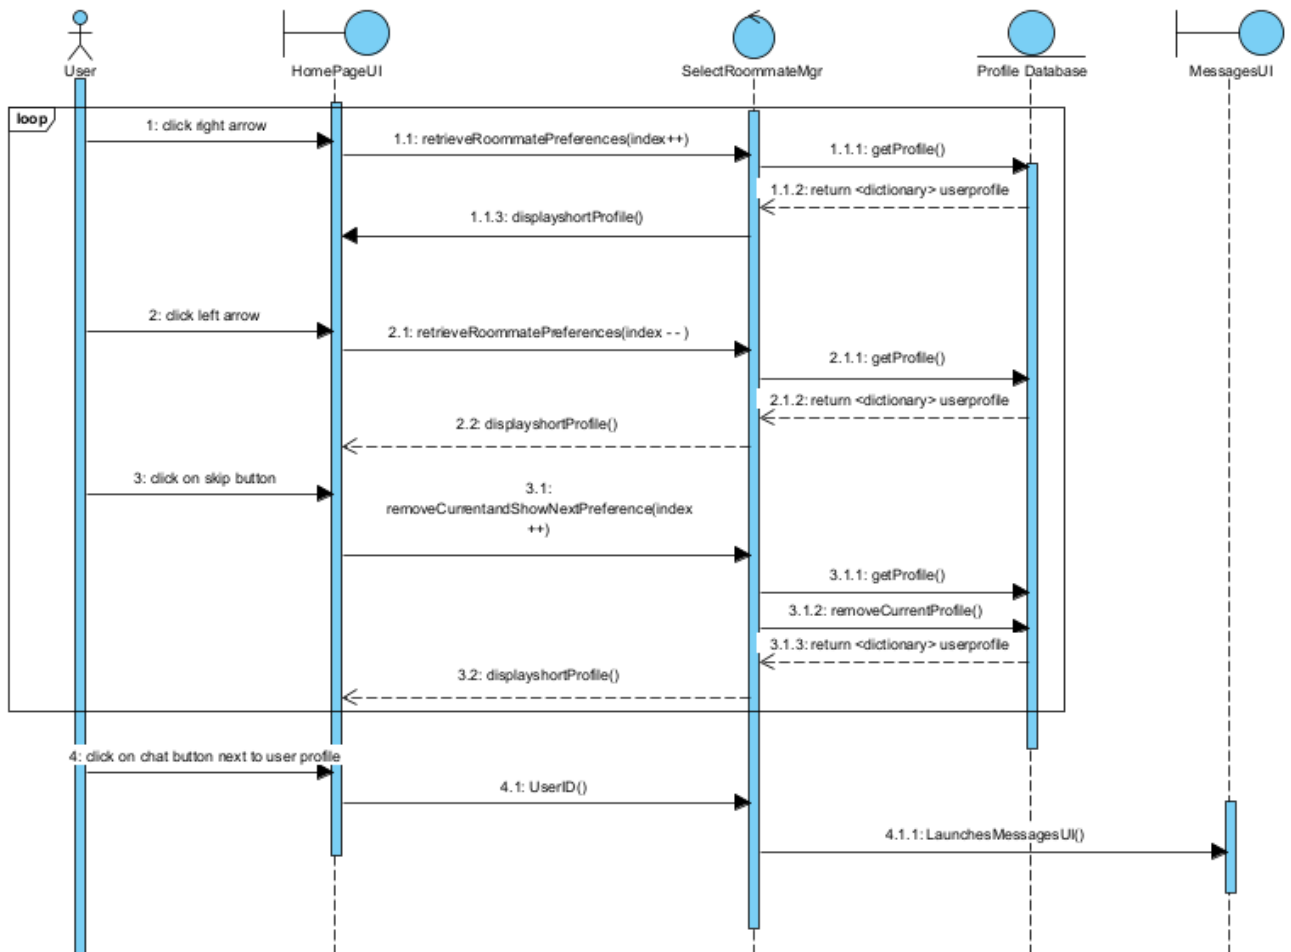 User
HomePageUI
SelectRoommateMgr
Profile Database
MessagesUI
loop
1: click right arrow
1.1: retrieveRoommatePreferences(index++)
1.1.1: getProfile()
1.1.2: return <dictionary> userprofile
1.1.3: displayshortProfile()
2: click left arrow
2.1: retrieveRoommatePreferences(index - - )
2.1.1: getProfile()
2.1.2: return <dictionary> userprofile
2.2: displayshortProfile()
3: click on skip button
3.1:
removeCurrentandShowNextPreference(index
++)
3.1.1: getProfile()
3.1.2: removeCurrentProfile()
3.1.3: return <dictionary> userprofile
3.2: displayshortProfile()
4: click on chat button next to user profile
4.1: UserID()
4.1.1: LaunchesMessagesUI()